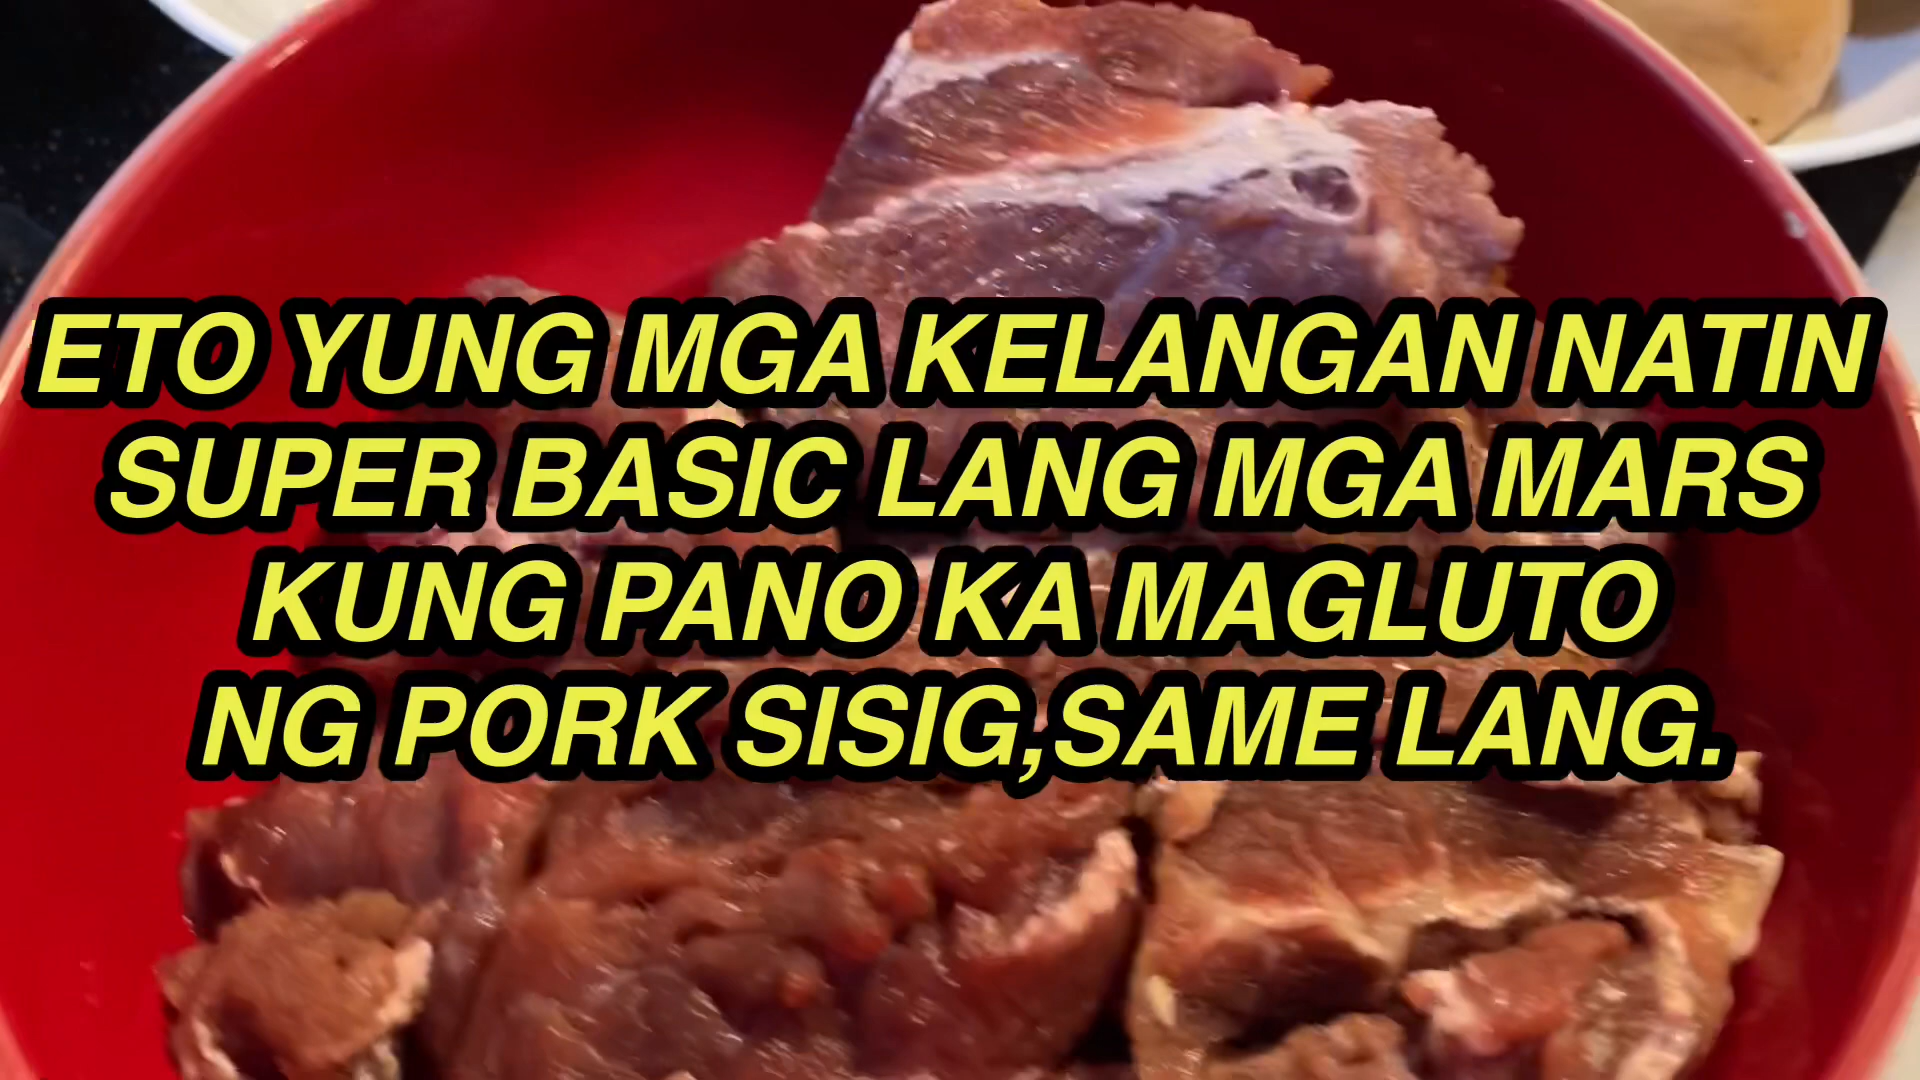 ETO YUNG MGA KELANGAN NATIN
SUPER BASIC LANG MGA MARS
KUNG PANO KA MAGLUTO
NG PORK SISIG,SAME LANG.